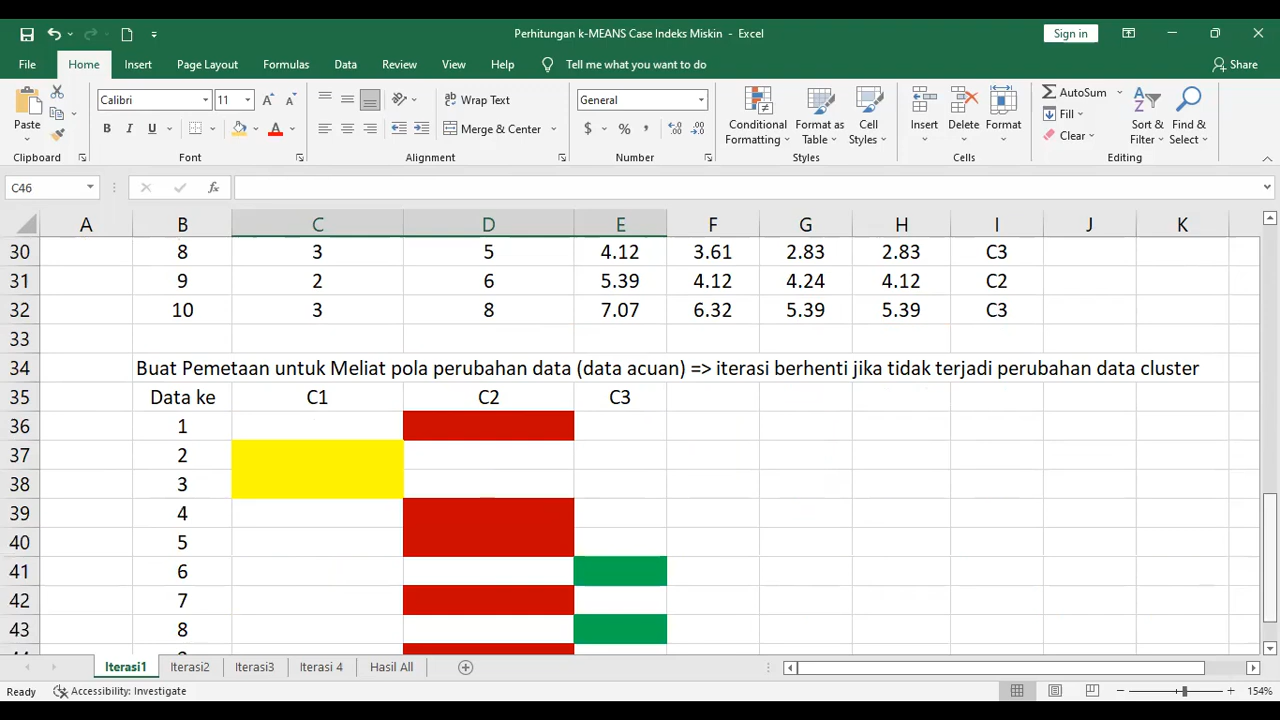 Perhitungan k-MEANS Case Indeks Miskin - Excel
Sign in
File Home Insert Page Layout Formulas Data Review View Help Tell me what you want to do Share
Calibri 11 Wrap Text General AutoSum
Paste B I U Merge & Center $ % , Conditional Formatting Format as Table Cell Styles Insert Delete Format Fill Clear Sort & Filter Find & Select
Clipboard Font Alignment Number Styles Cells Editing
C46 fx
A B C D E F G H I J K
30 8 3 5 4.12 3.61 2.83 2.83 C3
31 9 2 6 5.39 4.12 4.24 4.12 C2
32 10 3 8 7.07 6.32 5.39 5.39 C3
33
34 Buat Pemetaan untuk Meliat pola perubahan data (data acuan) => iterasi berhenti jika tidak terjadi perubahan data cluster
35 Data ke C1 C2 C3
36 1
37 2
38 3
39 4
40 5
41 6
42 7
43 8
Iterasi1 Iterasi2 Iterasi3 Iterasi 4 Hasil All
Ready Accessibility: Investigate 154%